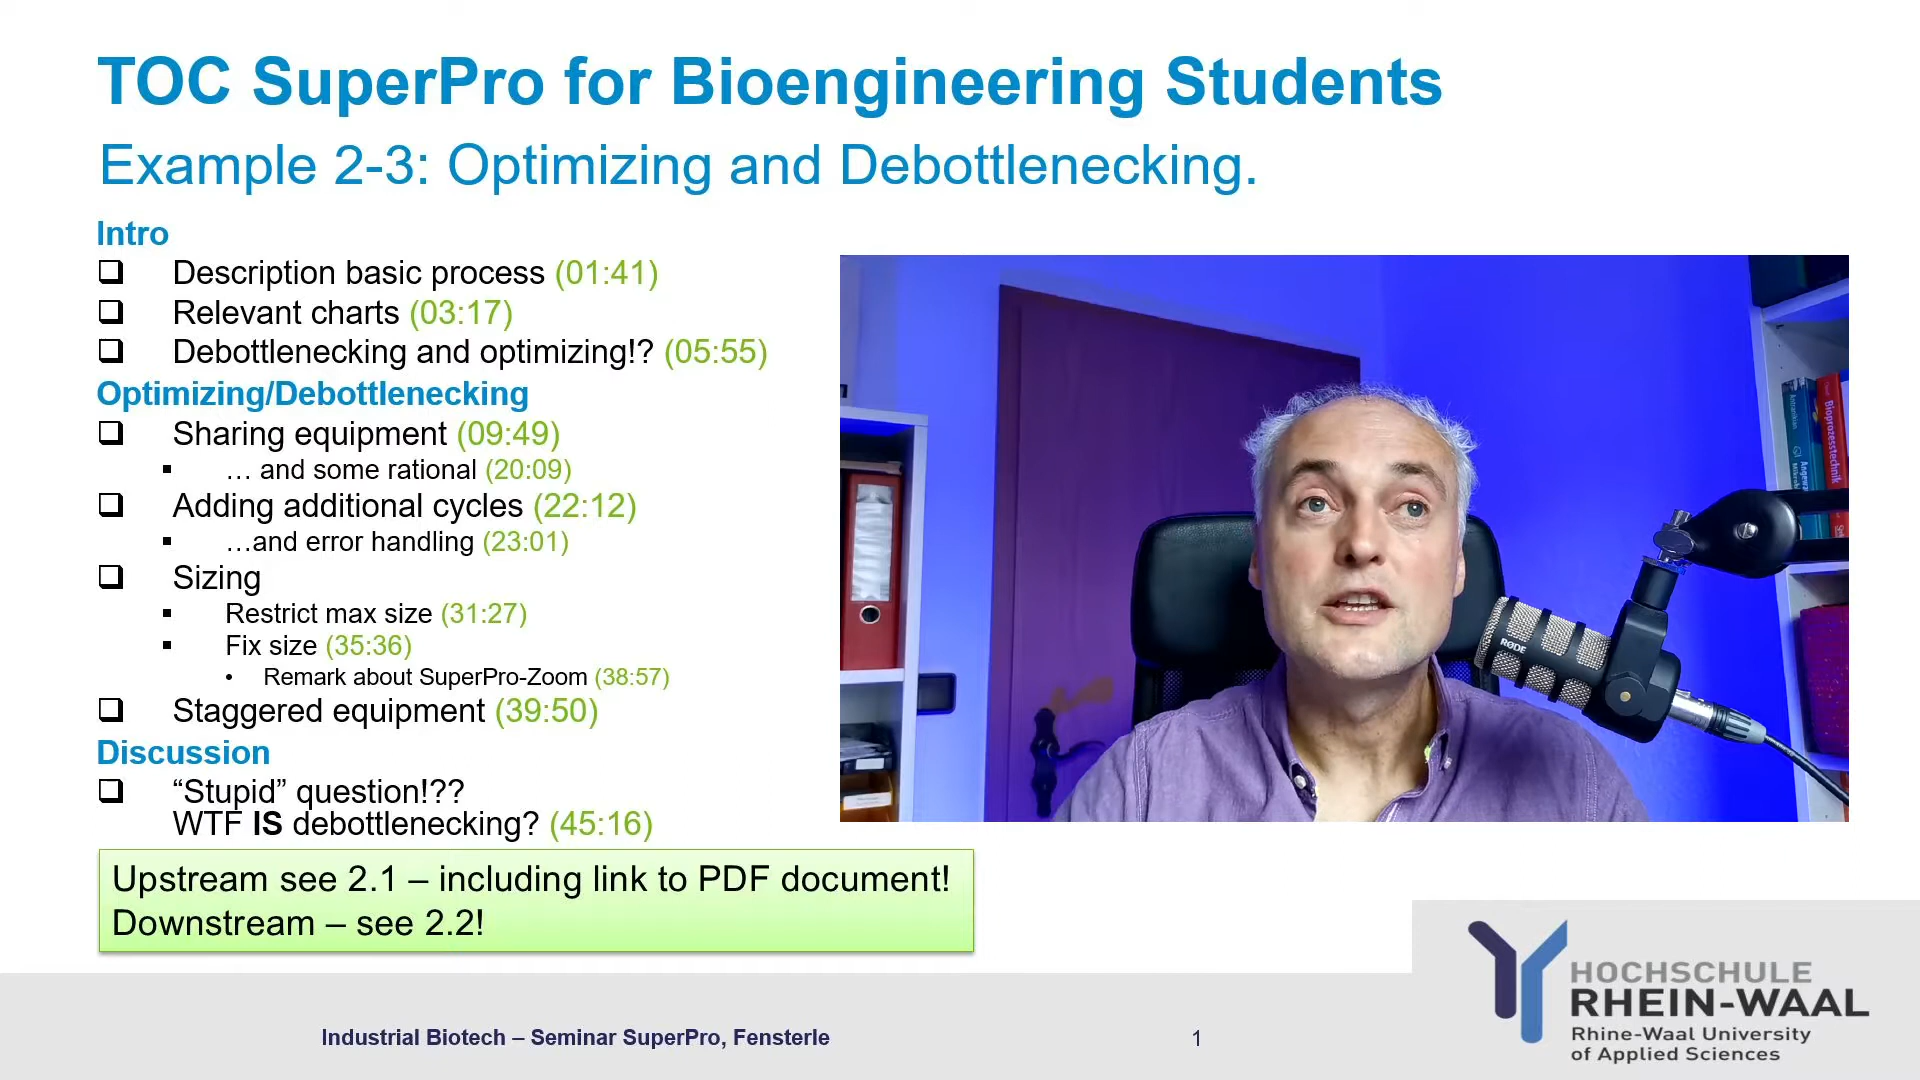 TOC SuperPro for Bioengineering Students
Example 2-3: Optimizing and Debottlenecking.
Intro
Description basic process (01:41)
Relevant charts (03:17)
Debottlenecking and optimizing!? (05:55)
Optimizing/Debottlenecking
Sharing equipment (09:49)
… and some rational (20:09)
Adding additional cycles (22:12)
…and error handling (23:01)
Sizing
Restrict max size (31:27)
Fix size (35:36)
Remark about SuperPro-Zoom (38:57)
Staggered equipment (39:50)
Discussion
“Stupid” question!??
WTF IS debottlenecking? (45:16)
Upstream see 2.1 – including link to PDF document!
Downstream – see 2.2!
Bioprozesstechnik
RØDE
Industrial Biotech – Seminar SuperPro, Fensterle
1
HOCHSCHULE
RHEIN-WAAL
Rhine-Waal University
of Applied Sciences